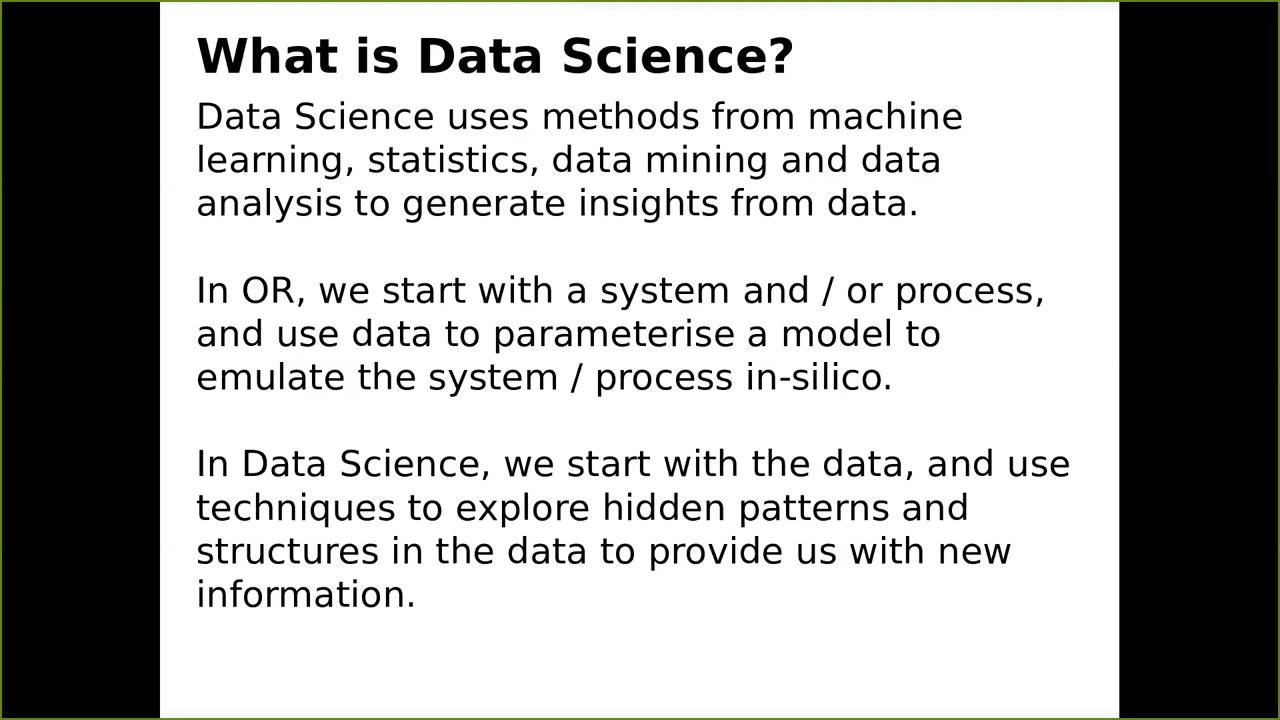 What is Data Science?
Data Science uses methods from machine
learning, statistics, data mining and data
analysis to generate insights from data.
In OR, we start with a system and / or process,
and use data to parameterise a model to
emulate the system / process in-silico.
In Data Science, we start with the data, and use
techniques to explore hidden patterns and
structures in the data to provide us with new
information.